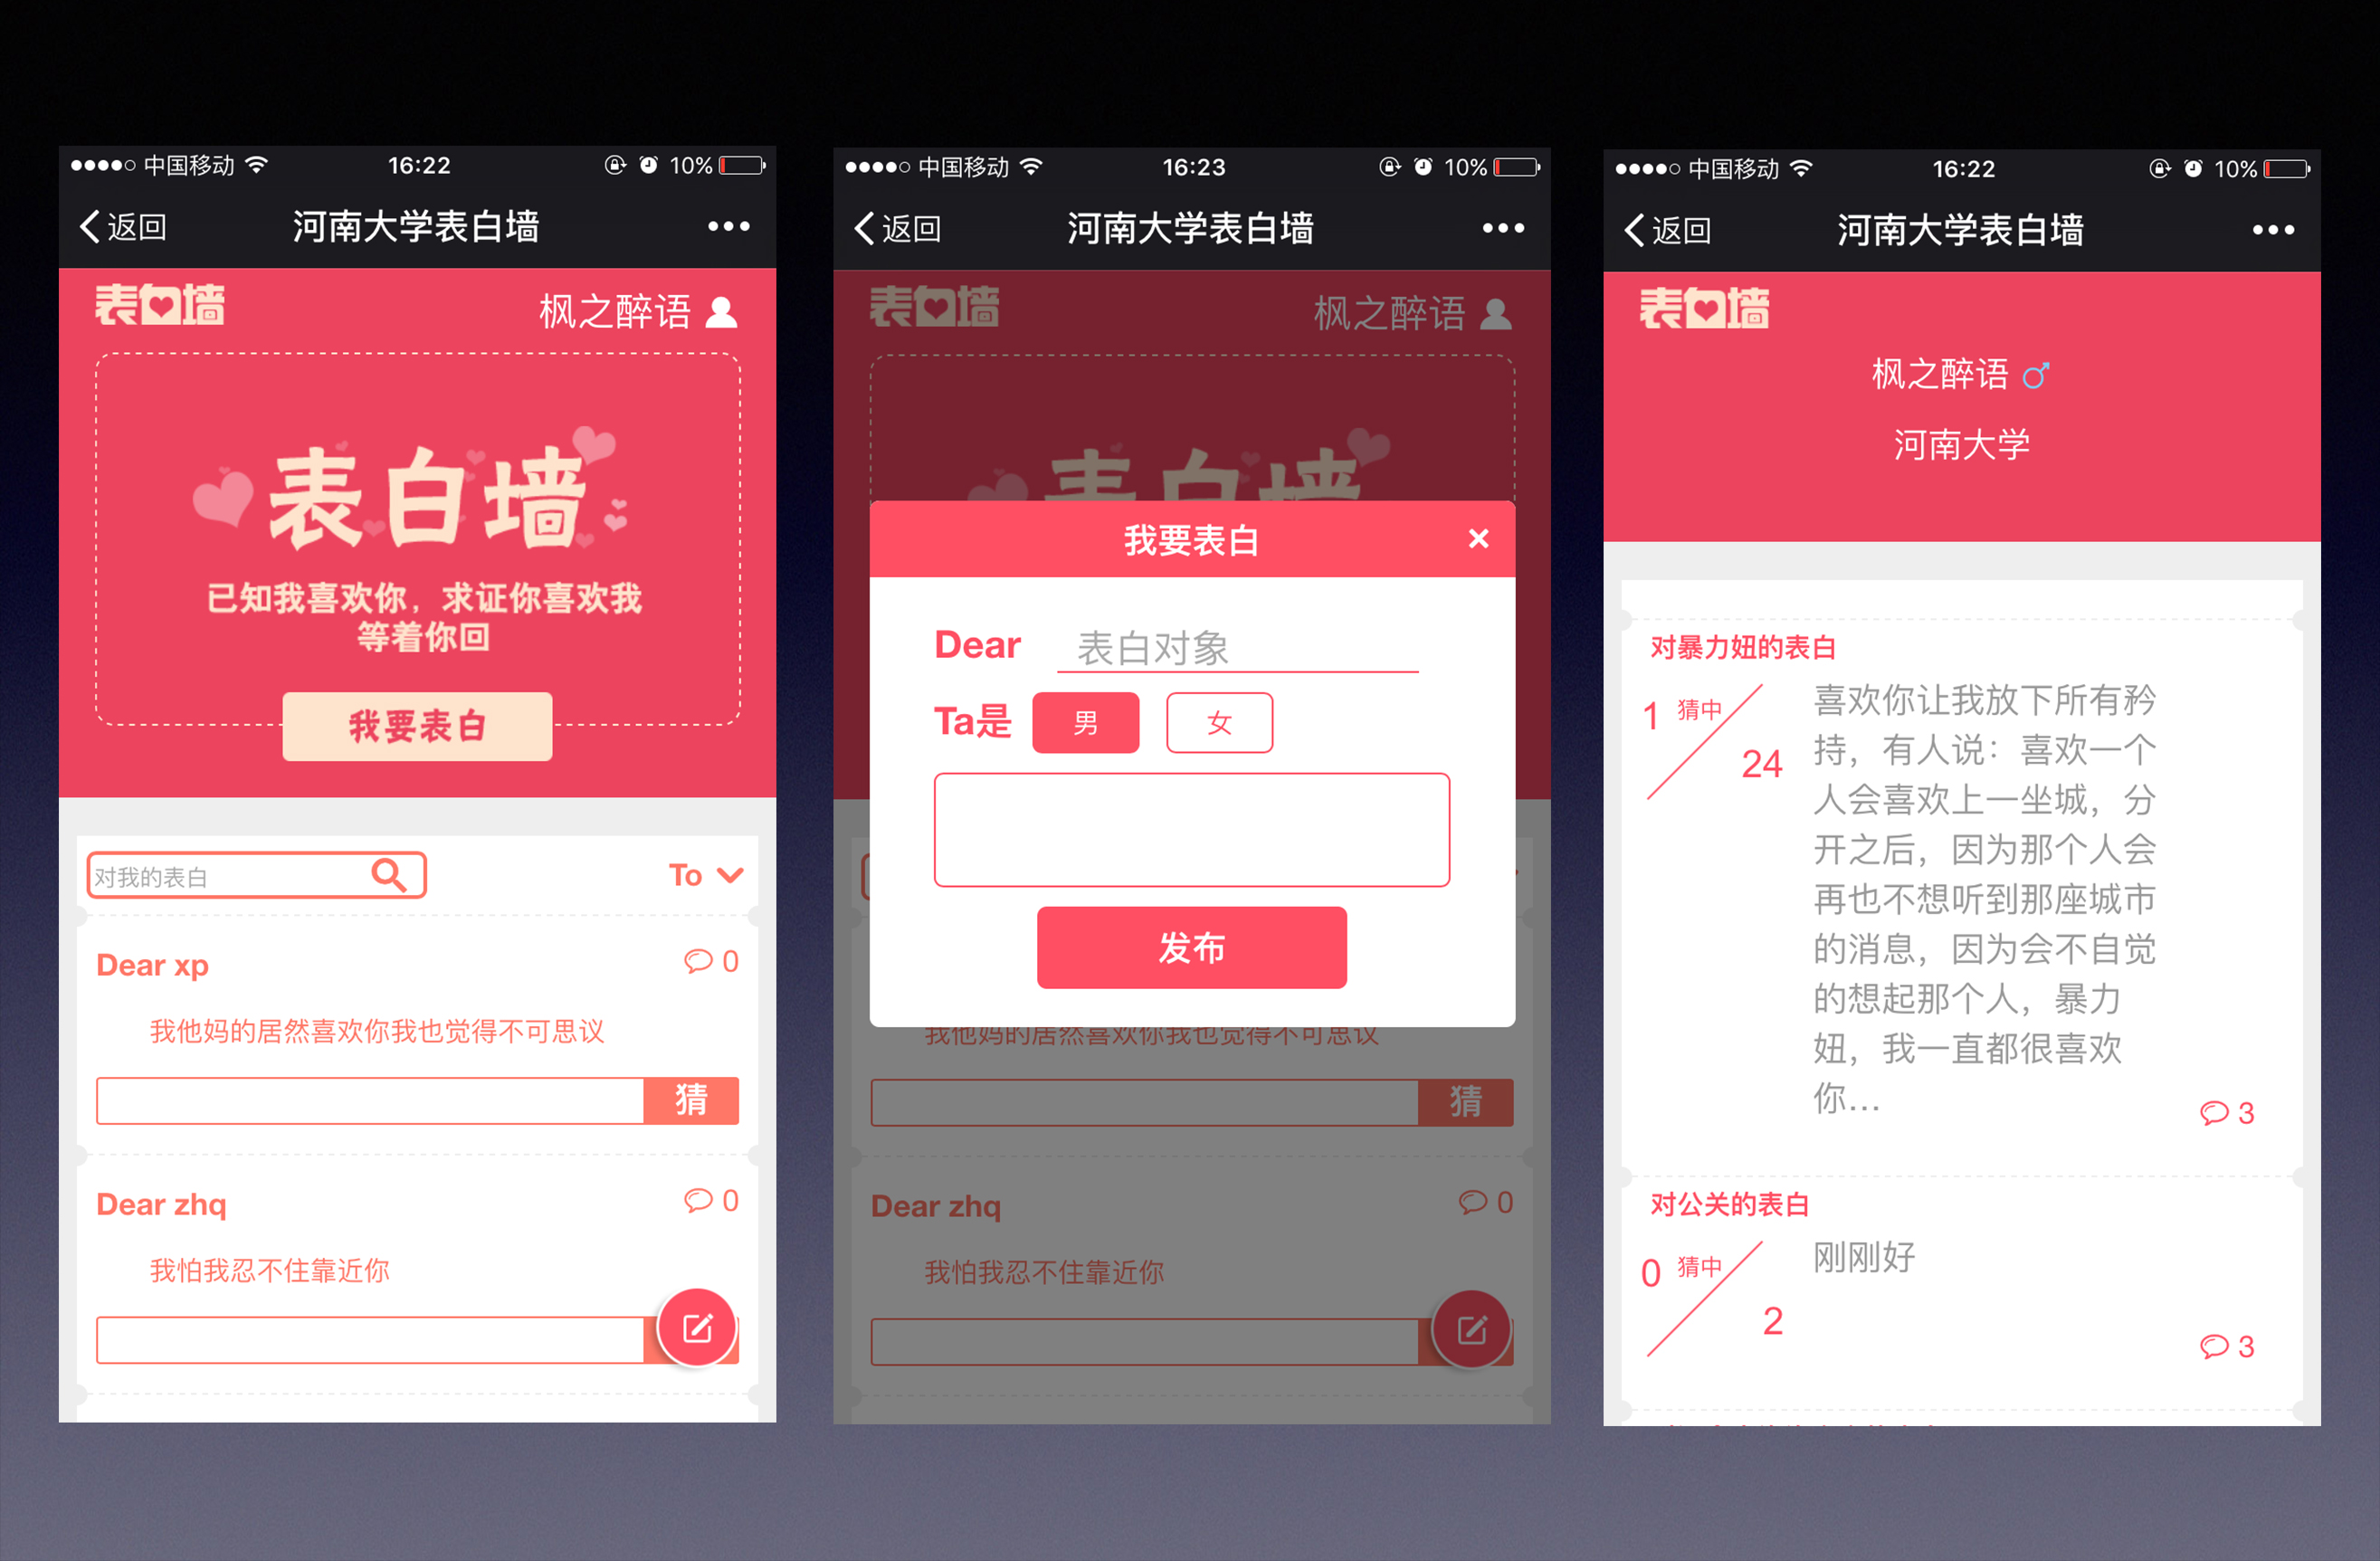 中国移动 16:22 10%
返回 河南大学表白墙
表白墙 枫之醉语
表白墙
已知我喜欢你，求证你喜欢我
等着你回
我要表白
对我的表白 To
Dear xp 0
我他妈的居然喜欢你我也觉得不可思议
猜
Dear zhq 0
我怕我忍不住靠近你
中国移动 16:23 10%
返回 河南大学表白墙
表白墙 枫之醉语
表白墙
我要表白 ×
Dear 表白对象
Ta是 男 女
发布
我他妈的居然喜欢你我也觉得不可思议
猜
Dear zhq 0
我怕我忍不住靠近你
中国移动 16:22 10%
返回 河南大学表白墙
表白墙
枫之醉语
河南大学
对暴力妞的表白
1 猜中 24
喜欢你让我放下所有矜
持，有人说：喜欢一个
人会喜欢上一坐城，分
开之后，因为那个人会
再也不想听到那座城市
的消息，因为会不自觉
的想起那个人，暴力
妞，我一直都很喜欢
你...
3
对公关的表白
0 猜中 2
刚刚好
3